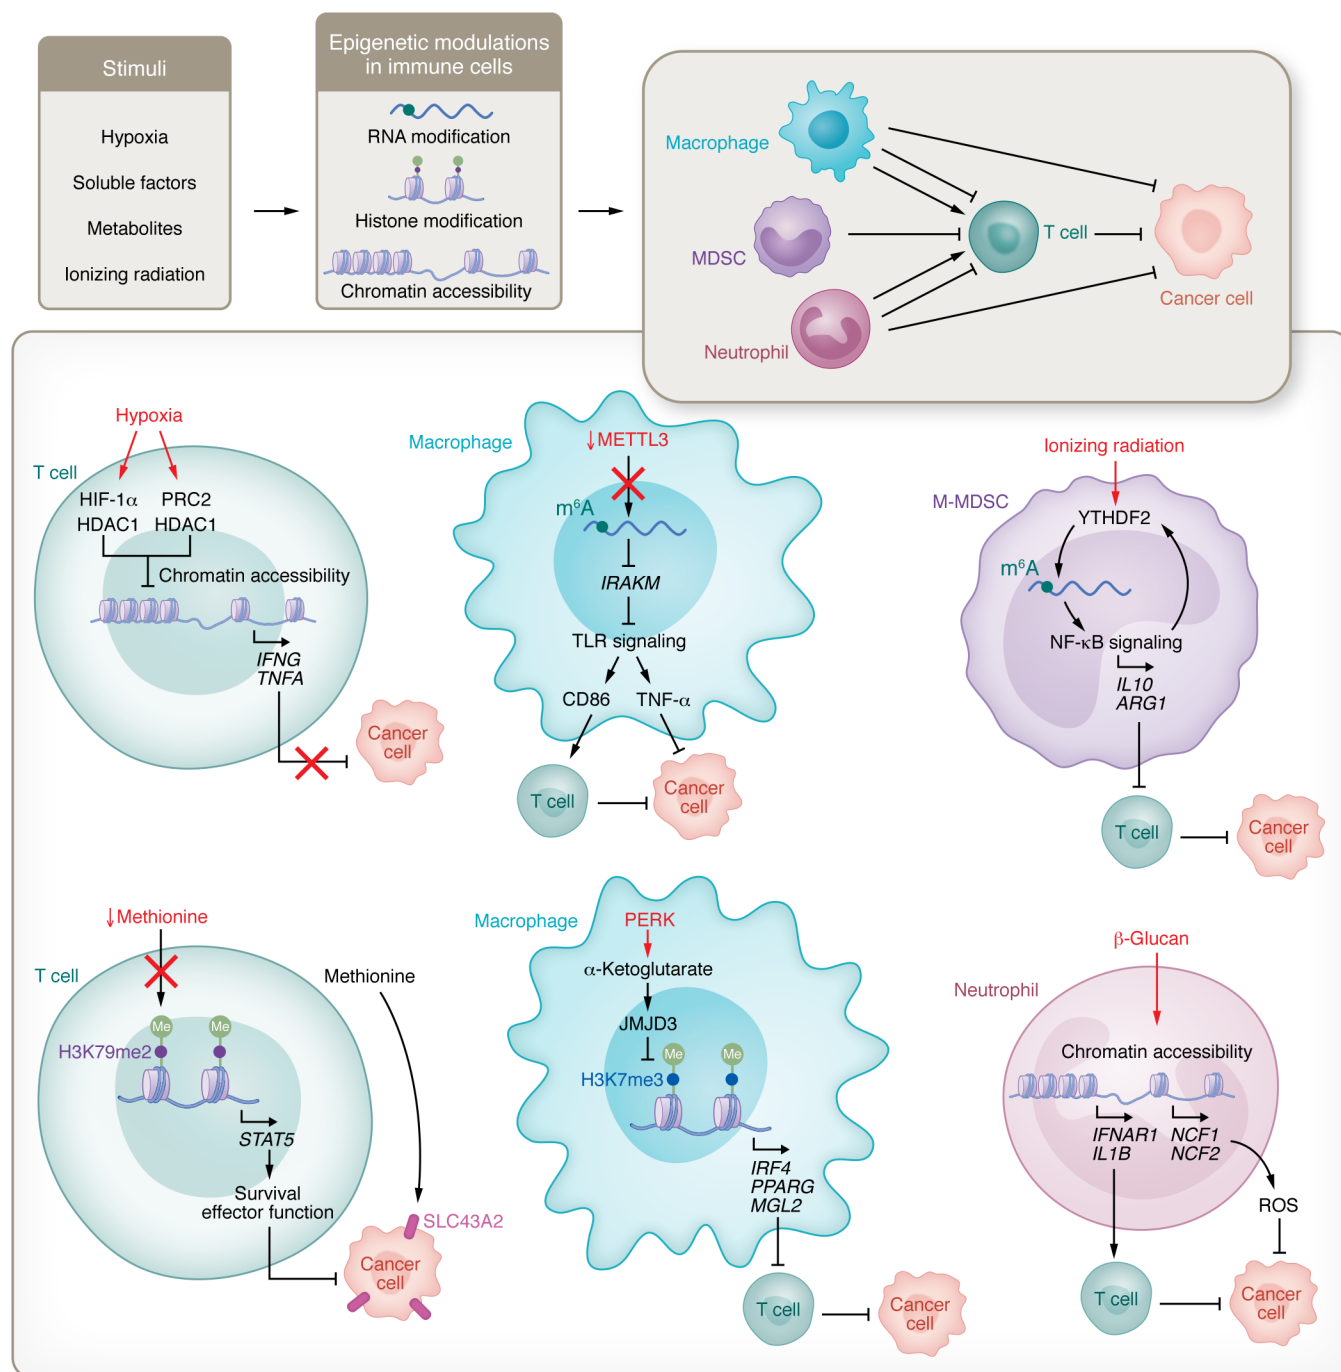 Stimuli
Hypoxia
Soluble factors
Metabolites
Ionizing radiation
Epigenetic modulations
in immune cells
RNA modification
Histone modification
Chromatin accessibility
Macrophage
MDSC
Neutrophil
T cell
Cancer cell
Hypoxia
T cell
HIF-1α PRC2
HDAC1 HDAC1
Chromatin accessibility
IFNG
TNFA
Cancer
cell
Macrophage
↓METTL3
m⁶A
IRAKM
TLR signaling
CD86 TNF-α
T cell
Cancer
cell
Ionizing radiation
M-MDSC
YTHDF2
m⁶A
NF-κB signaling
IL10
ARG1
T cell
Cancer
cell
↓Methionine
T cell
Methionine
Me Me
H3K79me2
STAT5
Survival
effector function
SLC43A2
Cancer
cell
Macrophage
PERK
α-Ketoglutarate
JMJD3
Me Me
H3K7me3
IRF4
PPARG
MGL2
T cell
Cancer
cell
β-Glucan
Neutrophil
Chromatin accessibility
IFNAR1 NCF1
IL1B NCF2
ROS
T cell
Cancer
cell